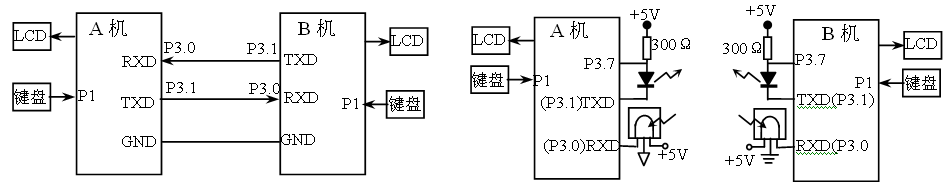 A 机
B 机
LCD
LCD
P3.0
P3.1
RXD
TXD
P3.1
P3.0
键盘
P1
TXD
RXD
P1
键盘
GND
GND
+5V
+5V
A 机
B 机
LCD
300 Ω
300 Ω
LCD
P3.7
P3.7
键盘
P1
P1
键盘
(P3.1)TXD
TXD(P3.1)
(P3.0)RXD
RXD(P3.0
+5V
+5V